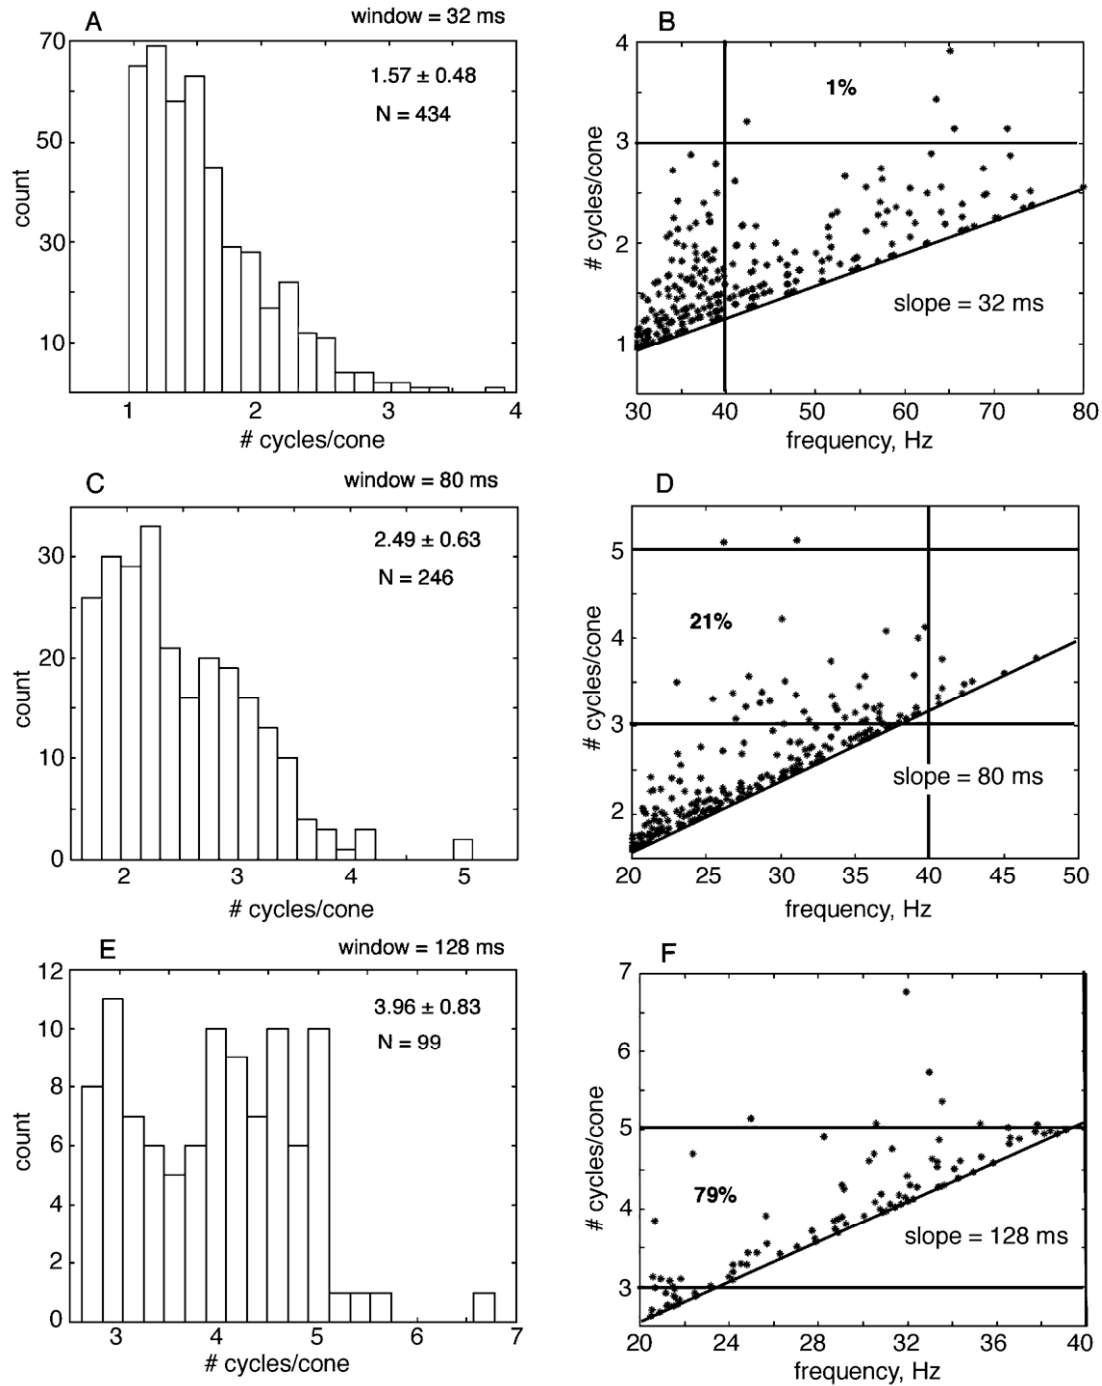 A
window = 32 ms
1.57 ± 0.48
N = 434
70
50
30
10
count
1
2
3
4
# cycles/cone
B
1%
slope = 32 ms
4
3
2
1
# cycles/cone
30
40
50
60
70
80
frequency, Hz
C
window = 80 ms
2.49 ± 0.63
N = 246
30
20
10
0
count
2
3
4
5
# cycles/cone
D
21%
slope = 80 ms
5
4
3
2
# cycles/cone
20
25
30
35
40
45
50
frequency, Hz
E
window = 128 ms
3.96 ± 0.83
N = 99
12
10
8
6
4
2
0
count
3
4
5
6
7
# cycles/cone
F
79%
slope = 128 ms
7
6
5
4
3
# cycles/cone
20
24
28
32
36
40
frequency, Hz